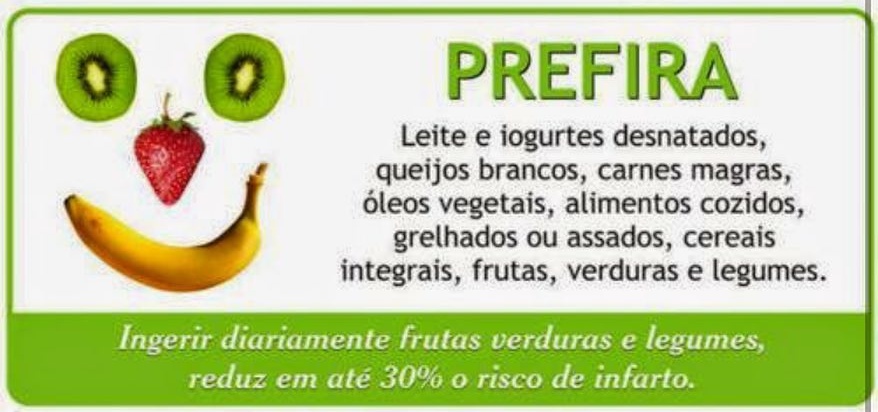 PREFIRA
Leite e iogurtes desnatados,
queijos brancos, carnes magras,
óleos vegetais, alimentos cozidos,
grelhados ou assados, cereais
integrais, frutas, verduras e legumes.
Ingerir diariamente frutas verduras e legumes,
reduz em até 30% o risco de infarto.